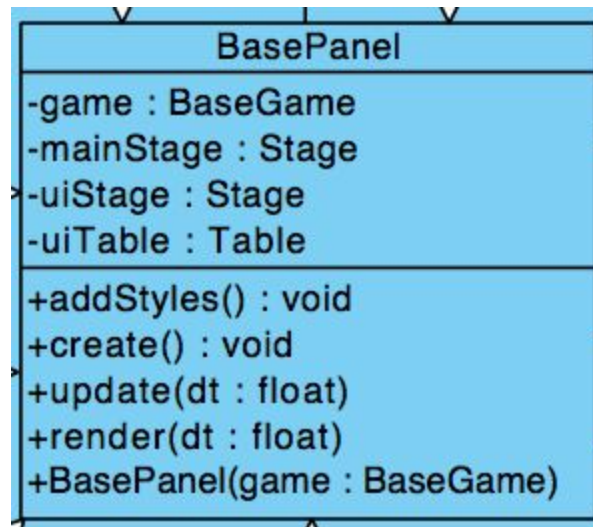 BasePanel
-game : BaseGame
-mainStage : Stage
-uiStage : Stage
-uiTable : Table
+addStyles() : void
+create() : void
+update(dt : float)
+render(dt : float)
+BasePanel(game : BaseGame)